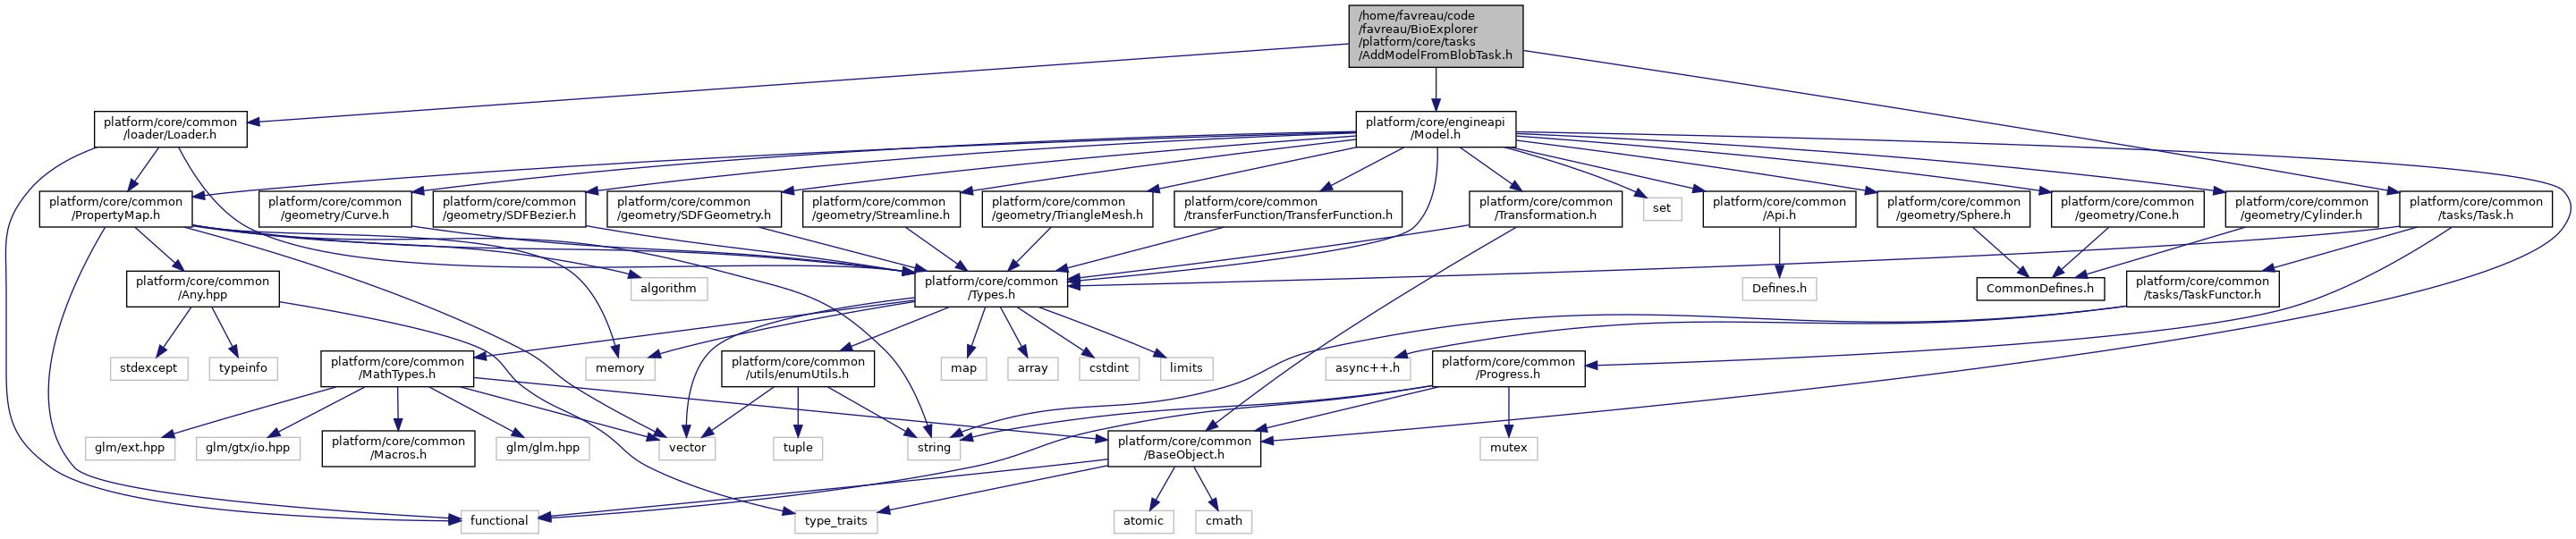 /home/favreau/code
/favreau/BioExplorer
/platform/core/tasks
/AddModelFromBlobTask.h
platform/core/common
/loader/Loader.h
platform/core/engineapi
/Model.h
platform/core/common
/PropertyMap.h
platform/core/common
/geometry/Curve.h
platform/core/common
/geometry/SDFBezier.h
platform/core/common
/geometry/SDFGeometry.h
platform/core/common
/geometry/Streamline.h
platform/core/common
/geometry/TriangleMesh.h
platform/core/common
/transferFunction/TransferFunction.h
platform/core/common
/Transformation.h
set
platform/core/common
/Api.h
platform/core/common
/geometry/Sphere.h
platform/core/common
/geometry/Cone.h
platform/core/common
/geometry/Cylinder.h
platform/core/common
/tasks/Task.h
platform/core/common
/Any.hpp
algorithm
platform/core/common
/Types.h
Defines.h
CommonDefines.h
platform/core/common
/tasks/TaskFunctor.h
stdexcept
typeinfo
platform/core/common
/MathTypes.h
memory
platform/core/common
/utils/enumUtils.h
map
array
cstdint
limits
async++.h
platform/core/common
/Progress.h
glm/ext.hpp
glm/gtx/io.hpp
platform/core/common
/Macros.h
glm/glm.hpp
vector
tuple
string
platform/core/common
/BaseObject.h
mutex
functional
type_traits
atomic
cmath